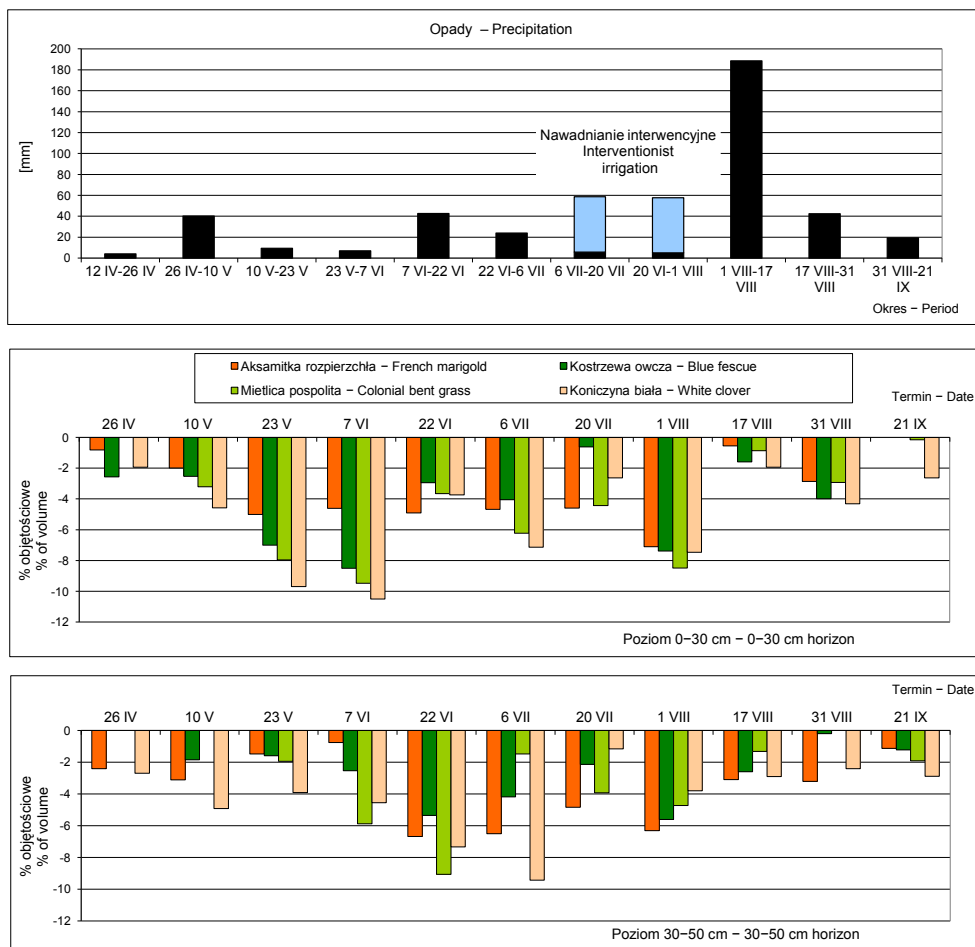 Opady – Precipitation
200
180
160
140
120
100
80
60
40
20
0
[mm]
Nawadnianie interwencyjne
Interventionist
irrigation
12 IV-26 IV 26 IV-10 V 10 V-23 V 23 V-7 VI 7 VI-22 VI 22 VI-6 VII 6 VII-20 VII 20 VI-1 VIII 1 VIII-17 17 VIII-31 31 VIII-21
VIII VIII IX
Okres – Period
Aksamitka rozpierzchła – French marigold Kostrzewa owcza – Blue fescue
Mietlica pospolita – Colonial bent grass Koniczyna biała – White clover
Termin – Date
26 IV 10 V 23 V 7 VI 22 VI 6 VII 20 VII 1 VIII 17 VIII 31 VIII 21 IX
0
-2
-4
-6
-8
-10
-12
% objętościowe
% of volume
Poziom 0–30 cm – 0–30 cm horizon
Termin – Date
26 IV 10 V 23 V 7 VI 22 VI 6 VII 20 VII 1 VIII 17 VIII 31 VIII 21 IX
0
-2
-4
-6
-8
-10
-12
% objętościowe
% of volume
Poziom 30–50 cm – 30–50 cm horizon